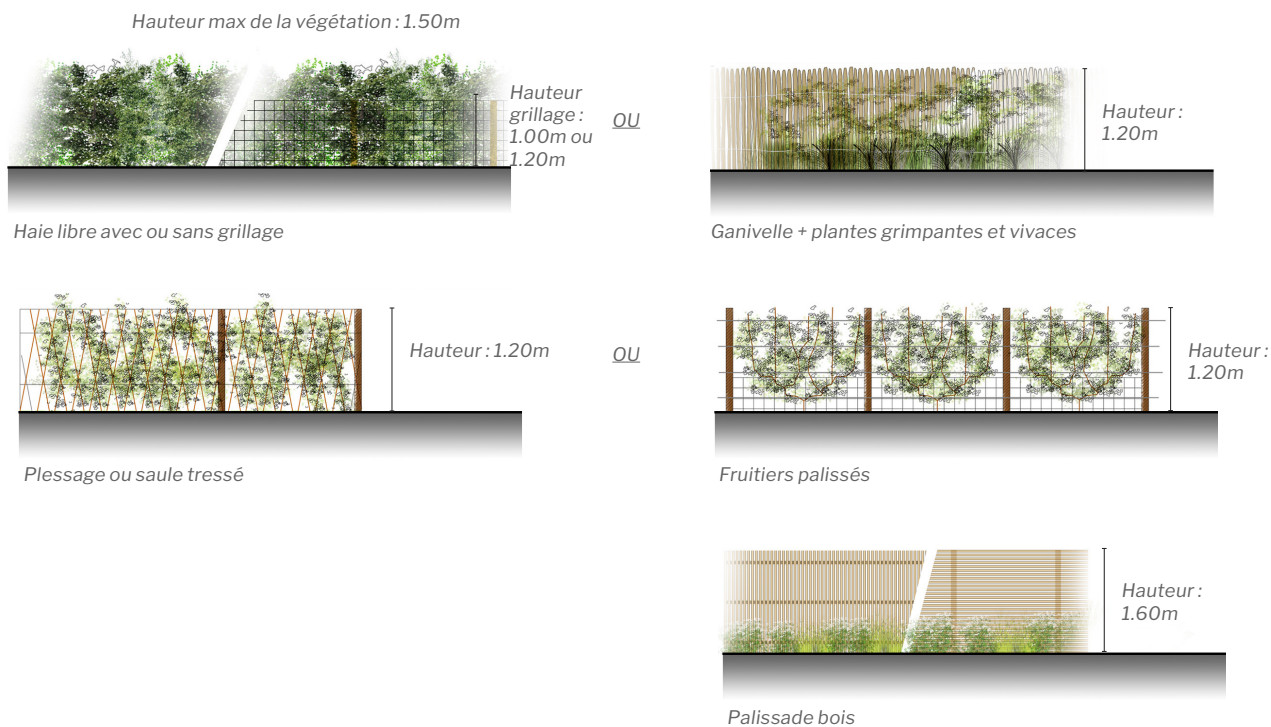 Hauteur max de la végétation : 1.50m
Hauteur
grillage :
1.00m ou
1.20m
OU
Hauteur :
1.20m
Haie libre avec ou sans grillage
Ganivelle + plantes grimpantes et vivaces
Hauteur : 1.20m
OU
Hauteur :
1.20m
Plessage ou saule tressé
Fruitiers palissés
Hauteur :
1.60m
Palissade bois